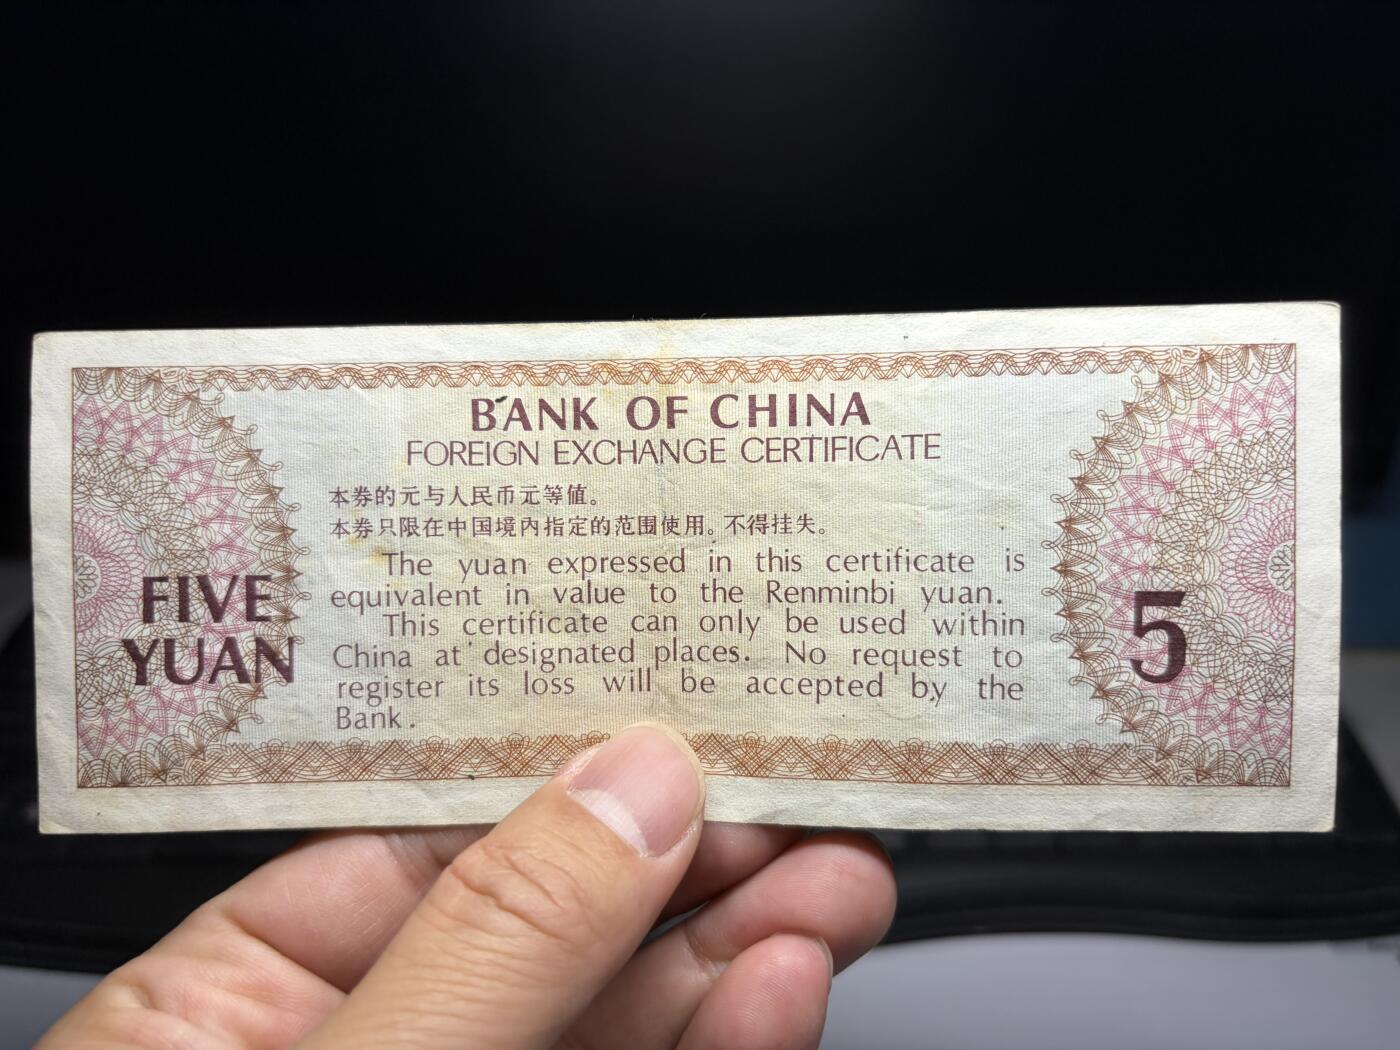 BANK OF CHINA
FOREIGN EXCHANGE CERTIFICATE
本券的元与人民币元等值。
本券只限在中国境内指定的范围使用。不得挂失。
The yuan expressed in this certificate is
equivalent in value to the Renminbi yuan.
This certificate can only be used within
China at designated places. No request to
register its loss will be accepted by the
Bank.
FIVE
YUAN
5